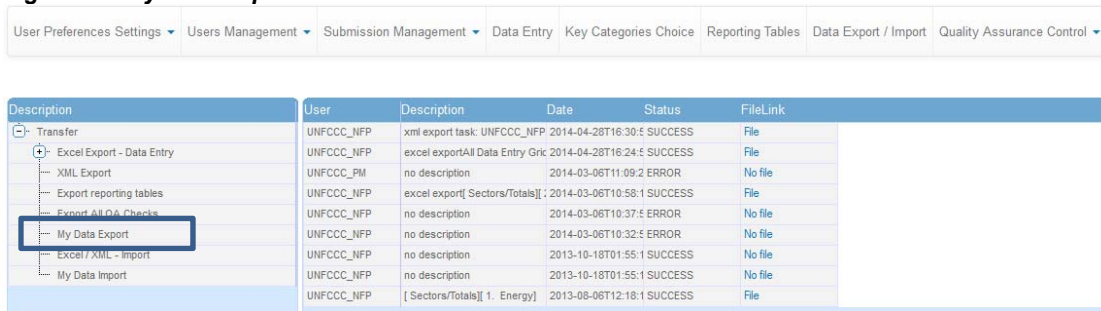 User Preferences Settings Users Management Submission Management Data Entry Key Categories Choice Reporting Tables Data Export / Import Quality Assurance Control
Description User Description Date Status FileLink
Transfer UNFCCC_NFP xml export task: UNFCCC_NFP 2014-04-28T16:30:5 SUCCESS File
Excel Export - Data Entry UNFCCC_NFP excel exportAll Data Entry Gric 2014-04-28T16:24:5 SUCCESS File
XML Export UNFCCC_PM no description 2014-03-06T11:09:2 ERROR No file
Export reporting tables UNFCCC_NFP excel export[ Sectors/Totals][ 2 2014-03-06T10:58:1 SUCCESS File
Export All QA Checks UNFCCC_NFP no description 2014-03-06T10:37:5 ERROR No file
My Data Export UNFCCC_NFP no description 2014-03-06T10:32:5 ERROR No file
Excel / XML - Import UNFCCC_NFP no description 2013-10-18T01:55:1 SUCCESS No file
My Data Import UNFCCC_NFP no description 2013-10-18T01:55:1 SUCCESS No file
UNFCCC_NFP [ Sectors/Totals][ 1. Energy] 2013-08-06T12:18:1 SUCCESS File